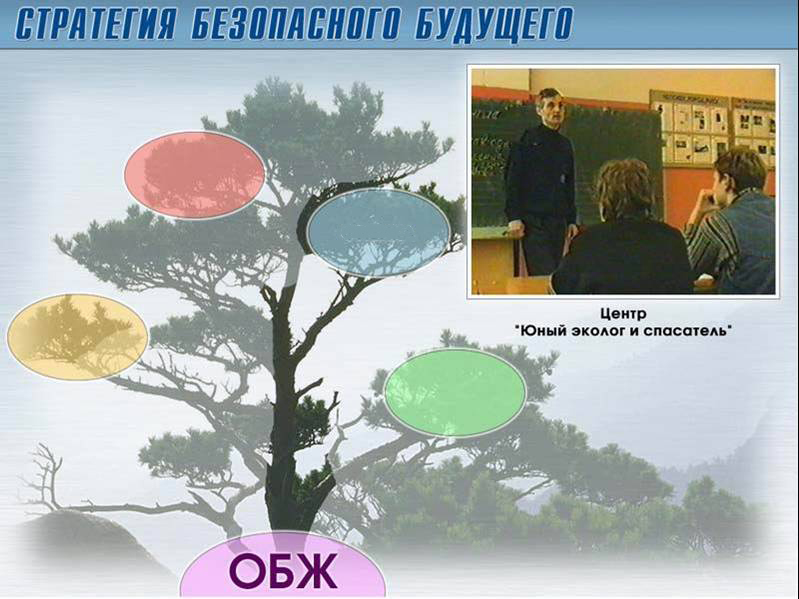 СТРАТЕГИЯ БЕЗОПАСНОГО БУДУЩЕГО
Центр
"Юный эколог и спасатель"
ОБЖ